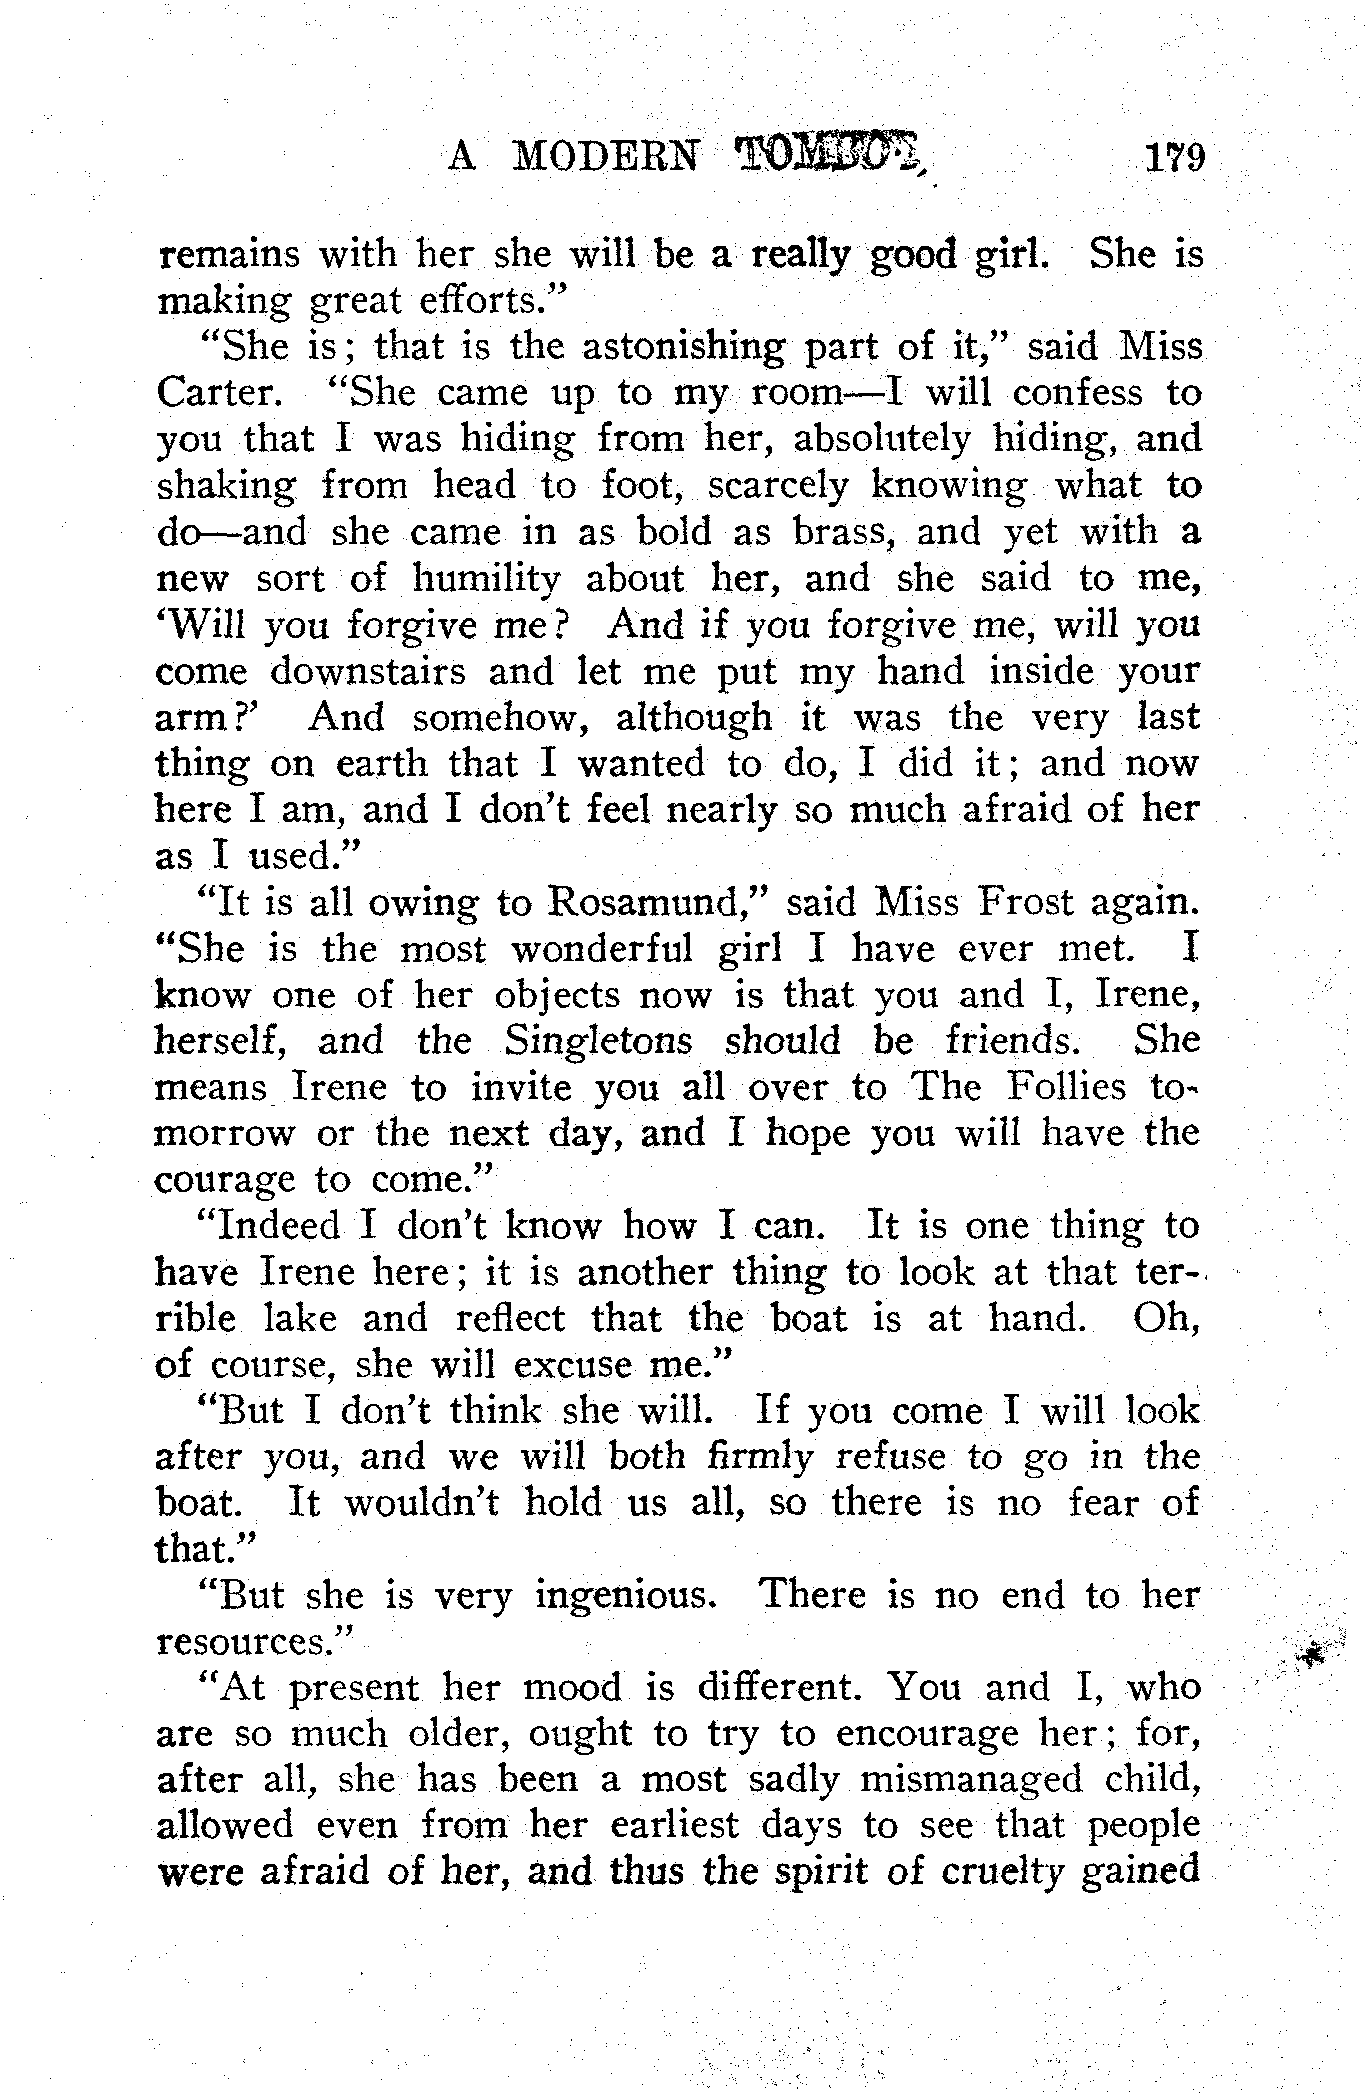 A MODERN TOMBOY 179
remains with her she will be a really good girl. She is
making great efforts."
"She is; that is the astonishing part of it," said Miss
Carter. "She came up to my room—I will confess to
you that I was hiding from her, absolutely hiding, and
shaking from head to foot, scarcely knowing what to
do—and she came in as bold as brass, and yet with a
new sort of humility about her, and she said to me,
'Will you forgive me? And if you forgive me, will you
come downstairs and let me put my hand inside your
arm?' And somehow, although it was the very last
thing on earth that I wanted to do, I did it; and now
here I am, and I don't feel nearly so much afraid of her
as I used."
"It is all owing to Rosamund," said Miss Frost again.
"She is the most wonderful girl I have ever met. I
know one of her objects now is that you and I, Irene,
herself, and the Singletons should be friends. She
means Irene to invite you all over to The Follies to-
morrow or the next day, and I hope you will have the
courage to come."
"Indeed I don't know how I can. It is one thing to
have Irene here; it is another thing to look at that ter-
rible lake and reflect that the boat is at hand. Oh,
of course, she will excuse me."
"But I don't think she will. If you come I will look
after you, and we will both firmly refuse to go in the
boat. It wouldn't hold us all, so there is no fear of
that."
"But she is very ingenious. There is no end to her
resources."
"At present her mood is different. You and I, who
are so much older, ought to try to encourage her; for,
after all, she has been a most sadly mismanaged child,
allowed even from her earliest days to see that people
were afraid of her, and thus the spirit of cruelty gained